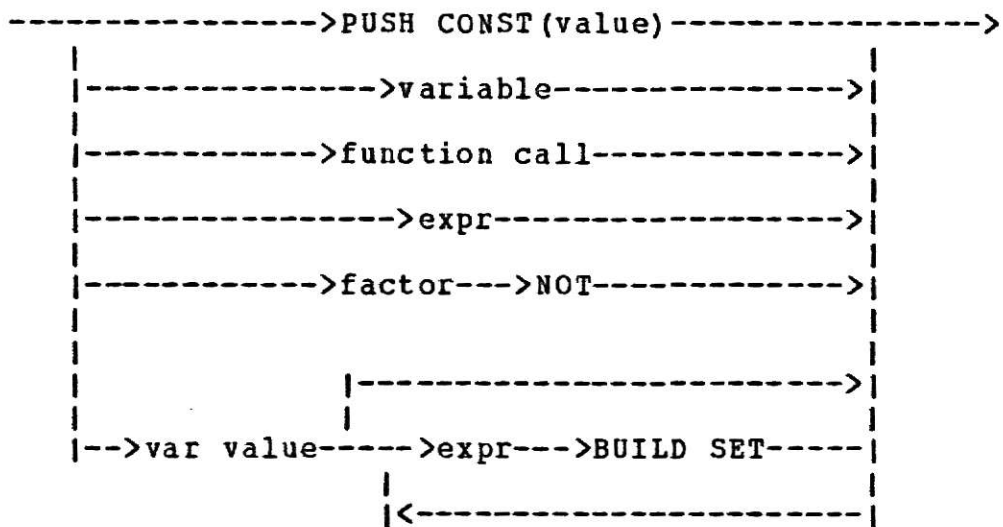 PUSH CONST(value)
variable
function call
expr
factor--->NOT
var value----->expr--->BUILD SET